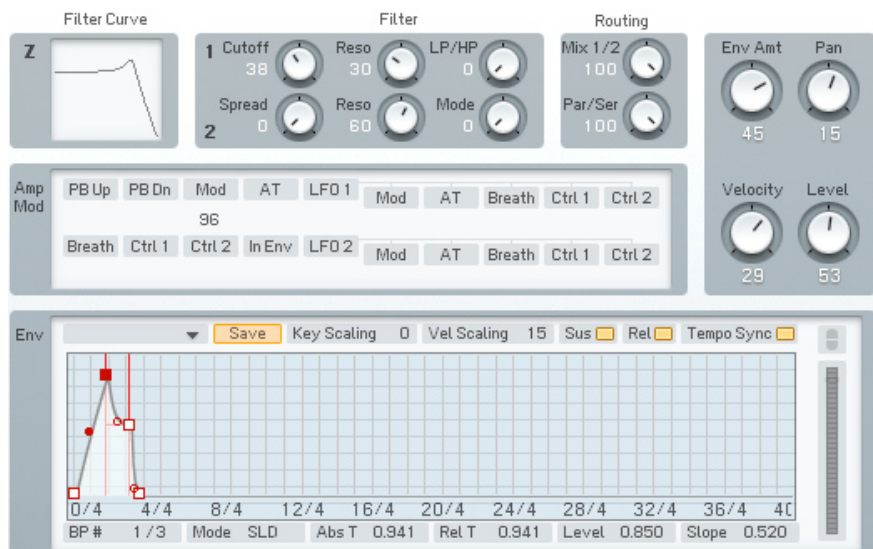 Filter Curve Filter Routing
Z
1 Cutoff 38 Reso 30 LP/HP 0
Mix 1/2 100
Env Amt 45 Pan 15
2 Spread 0 Reso 60 Mode 0
Par/Ser 100
Amp Mod
PB Up PB Dn Mod AT LFO 1 Mod AT Breath Ctrl 1 Ctrl 2
96
Breath Ctrl 1 Ctrl 2 In Env LFO 2 Mod AT Breath Ctrl 1 Ctrl 2
Velocity 29 Level 53
Env
Save Key Scaling 0 Vel Scaling 15 Sus Rel Tempo Sync
0/4 4/4 8/4 12/4 16/4 20/4 24/4 28/4 32/4 36/4 40
BP # 1 / 3 Mode SLD Abs T 0.941 Rel T 0.941 Level 0.850 Slope 0.520